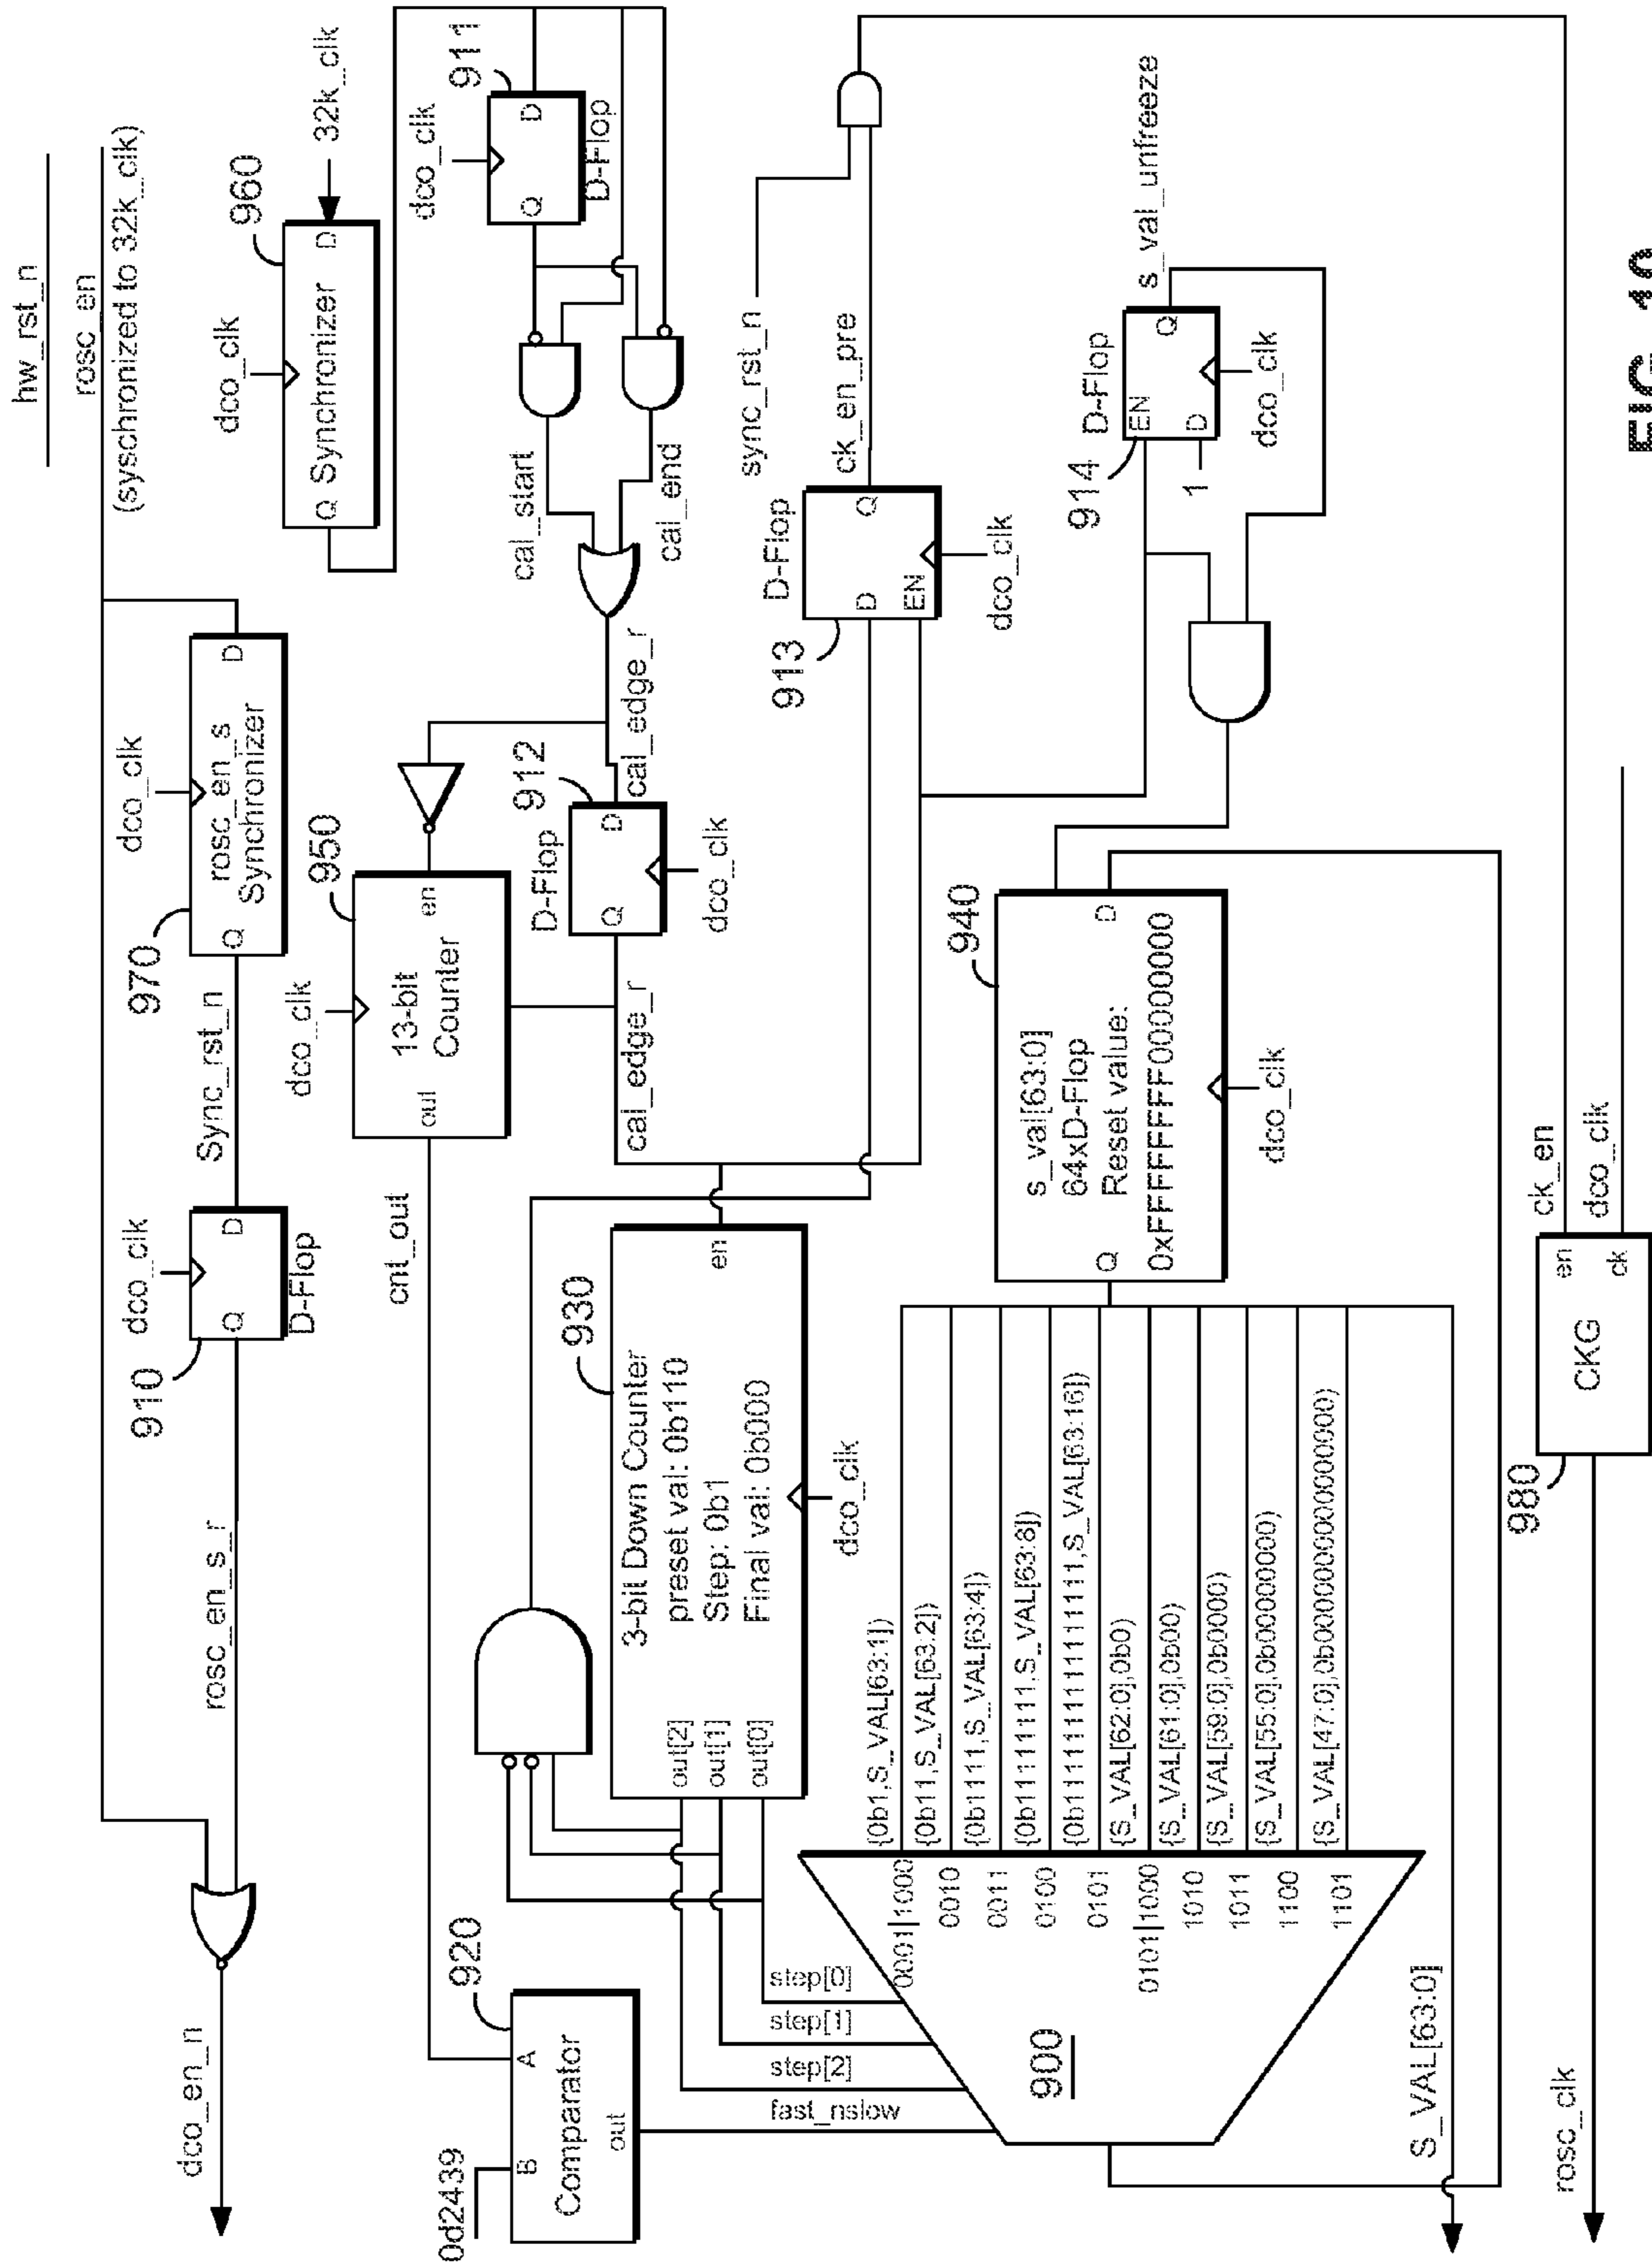 hw_rst_n
rosc_en
(syschronized to 32k_clk)
dco_en_n
rosc_en_s_r
910
dco_clk
Q
D
D-Flop
Sync_rst_n
970
dco_clk
Q
rosc_en_s
Synchronizer
D
960
dco_clk
Q
Synchronizer
D
32k_clk
911
dco_clk
Q
D
D-Flop
cal_start
cal_end
cal_edge_r
950
dco_clk
out
13-bit
Counter
en
cnt_out
912
D-Flop
Q
D
dco_clk
cal_edge_r
920
0d2439
B
A
Comparator
out
930
3-bit Down Counter
preset val: 0b110
Step: 0b1
Final val: 0b000
out[2]
out[1]
out[0]
en
dco_clk
sync_rst_n
ck_en_pre
913
D-Flop
D
Q
EN
dco_clk
914
D-Flop
EN
Q
D
1
dco_clk
s_val_unfreeze
step[0]
step[1]
step[2]
fast_nslow
900
0001|1000
0010
0011
0100
0101
0101|1000
1010
1011
1100
1101
{0b1,S_VAL[63:1]}
{0b11,S_VAL[63:2]}
{0b1111,S_VAL[63:4]}
{0b11111111,S_VAL[63:8]}
{0b1111111111111111,S_VAL[63:16]}
{S_VAL[62:0],0b0}
{S_VAL[61:0],0b00}
{S_VAL[59:0],0b0000}
{S_VAL[55:0],0b00000000}
{S_VAL[47:0],0b0000000000000000}
940
s_val[63:0]
64xD-Flop
Reset value:
0xFFFFFFFF00000000
Q
D
dco_clk
S_VAL[63:0]
rosc_clk
980
CKG
en
ck
ck_en
dco_clk